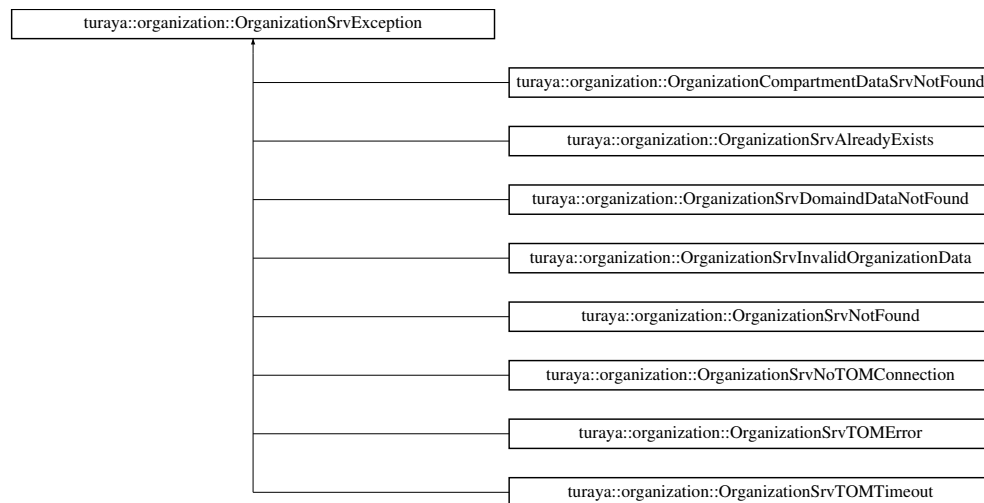 turaya::organization::OrganizationSrvException
turaya::organization::OrganizationCompartmentDataSrvNotFound
turaya::organization::OrganizationSrvAlreadyExists
turaya::organization::OrganizationSrvDomaindDataNotFound
turaya::organization::OrganizationSrvInvalidOrganizationData
turaya::organization::OrganizationSrvNotFound
turaya::organization::OrganizationSrvNoTOMConnection
turaya::organization::OrganizationSrvTOMError
turaya::organization::OrganizationSrvTOMTimeout